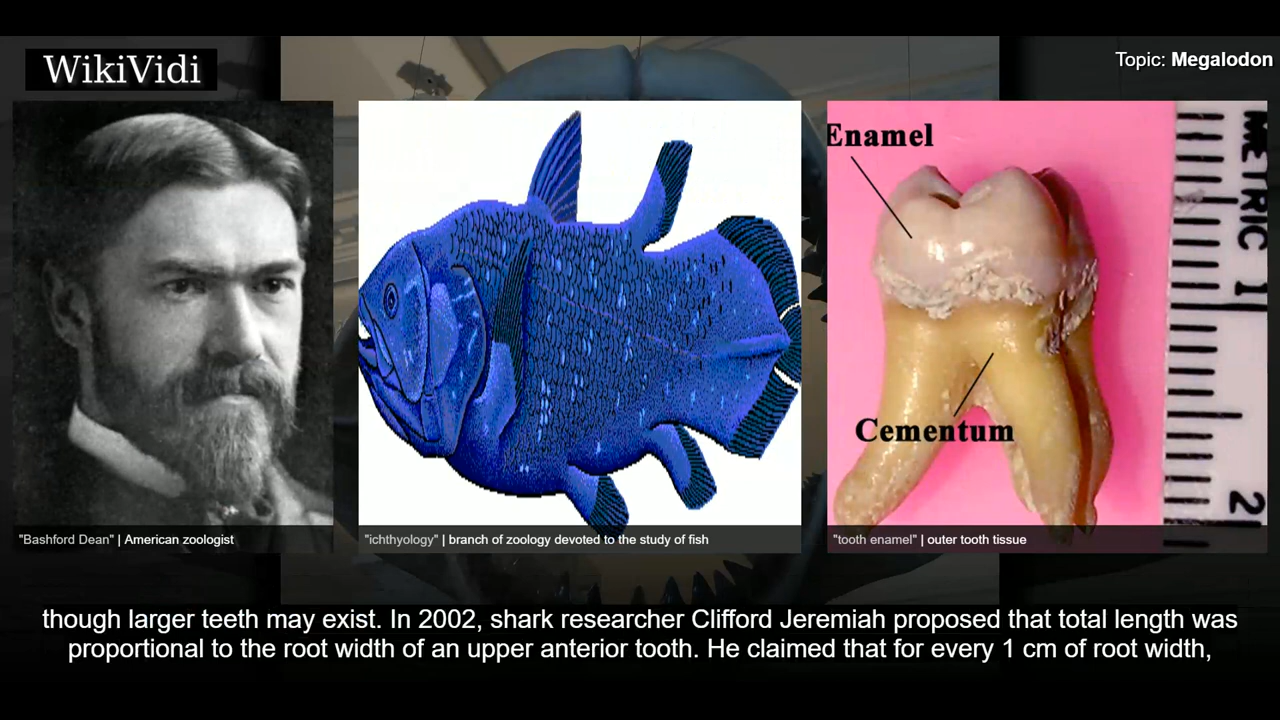 WikiVidi
Topic: Megalodon
Enamel
Cementum
METRIC 1
2
"Bashford Dean" | American zoologist
"ichthyology" | branch of zoology devoted to the study of fish
"tooth enamel" | outer tooth tissue
though larger teeth may exist. In 2002, shark researcher Clifford Jeremiah proposed that total length was
proportional to the root width of an upper anterior tooth. He claimed that for every 1 cm of root width,